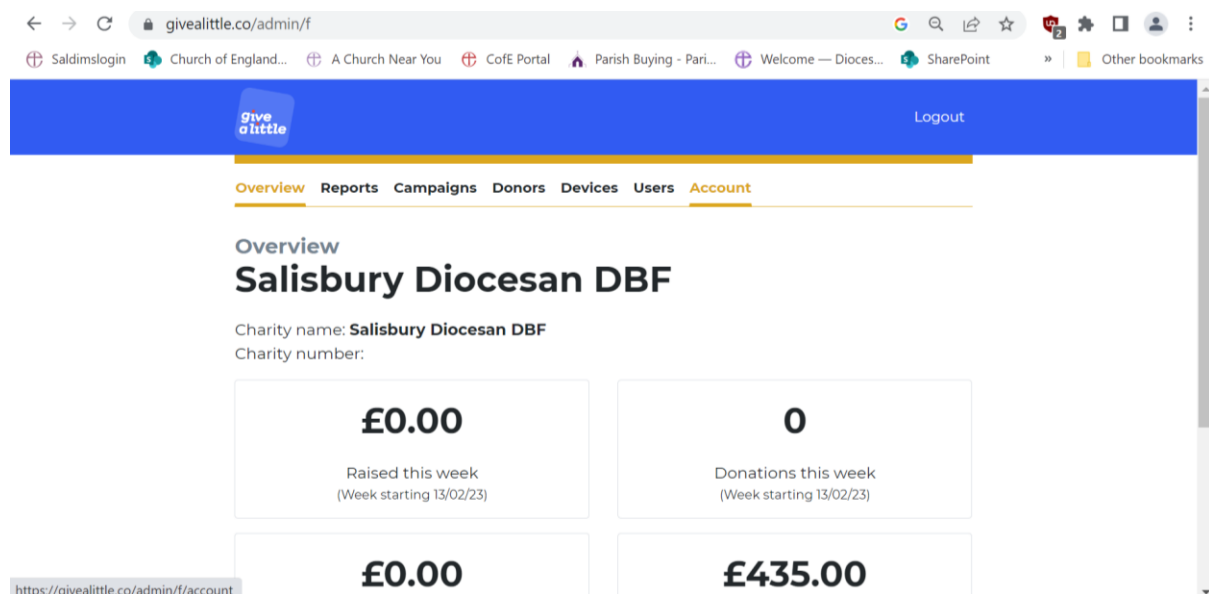 givealittle.co/admin/f
2
Saldimslogin Church of England... A Church Near You CofE Portal Parish Buying - Pari... Welcome — Dioces... SharePoint » Other bookmarks
give
a little
Logout
Overview Reports Campaigns Donors Devices Users Account
Overview
Salisbury Diocesan DBF
Charity name: Salisbury Diocesan DBF
Charity number:
£0.00 0
Raised this week Donations this week
(Week starting 13/02/23) (Week starting 13/02/23)
£0.00 £435.00
https://givealittle.co/admin/f/account